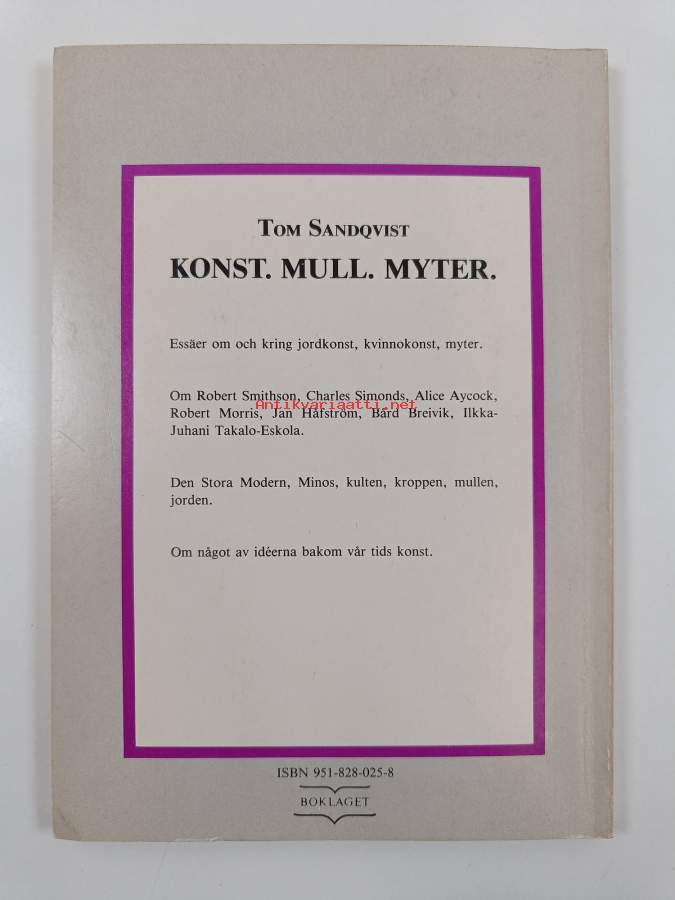 TOM SANDQVIST
KONST. MULL. MYTER.
Essäer om och kring jordkonst, kvinnokonst, myter.
Om Robert Smithson, Charles Simonds, Alice Aycock,
Antikvariaatti.net
Robert Morris, Jan Håfström, Bård Breivik, Ilkka-
Juhani Takalo-Eskola.
Den Stora Modern, Minos, kulten, kroppen, mullen,
jorden.
Om något av idéerna bakom vår tids konst.
ISBN 951-828-025-8
BOKLAGET